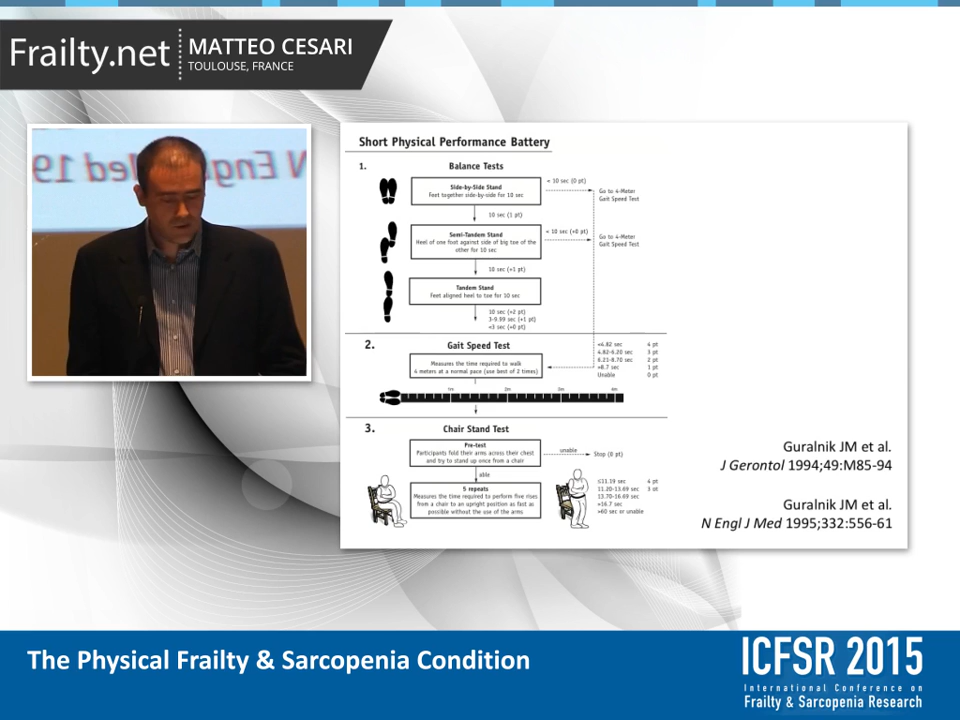 Frailty.net
MATTEO CESARI
TOULOUSE, FRANCE
N Eng Med 19
Short Physical Performance Battery
1. Balance Tests
Side-by-Side Stand
Feet together side-by-side for 10 sec
< 10 sec (0 pt)
Go to 4-Meter
Gait Speed Test
10 sec (1 pt)
Semi-Tandem Stand
Heel of one foot against side of big toe of the
other for 10 sec
< 10 sec (+0 pt)
Go to 4-Meter
Gait Speed Test
10 sec (+1 pt)
Tandem Stand
Feet aligned heel to toe for 10 sec
10 sec (+2 pt)
3-9.99 sec (+1 pt)
<3 sec (+0 pt)
2. Gait Speed Test
Measures the time required to walk
4 meters at a normal pace (use best of 2 times)
<4.82 sec 4 pt
4.82-6.20 sec 3 pt
6.21-8.70 sec 2 pt
>8.7 sec 1 pt
Unable 0 pt
1m 2m 3m 4m
3. Chair Stand Test
Pre-test
Participants fold their arms across their chest
and try to stand up once from a chair
unable
Stop (0 pt)
able
5 repeats
Measures the time required to perform five rises
from a chair to an upright position as fast as
possible without the use of the arms
≤11.19 sec 4 pt
11.20-13.69 sec 3 pt
13.70-16.69 sec
>16.7 sec
>60 sec or unable
Guralnik JM et al.
J Gerontol 1994;49:M85-94
Guralnik JM et al.
N Engl J Med 1995;332:556-61
The Physical Frailty & Sarcopenia Condition
ICFSR 2015
International Conference on
Frailty & Sarcopenia Research